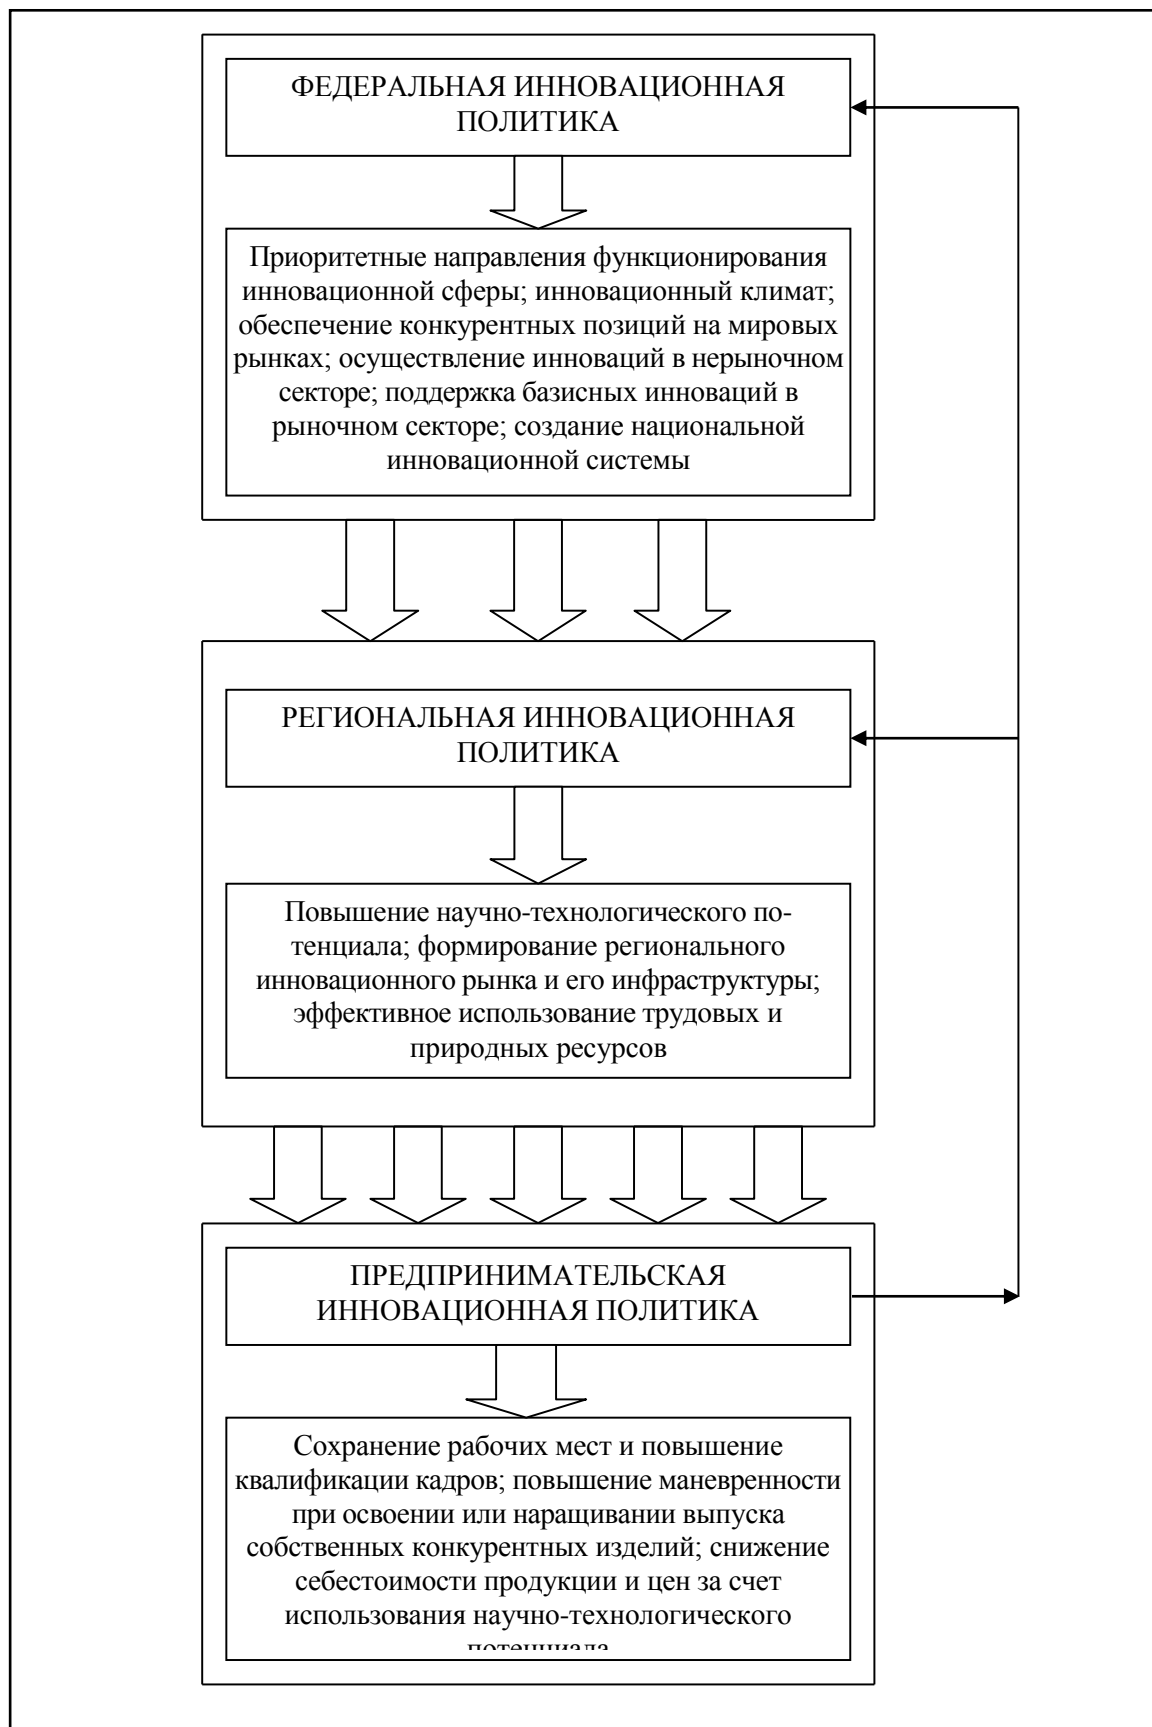 ФЕДЕРАЛЬНАЯ ИННОВАЦИОННАЯ
ПОЛИТИКА
Приоритетные направления функционирования
инновационной сферы; инновационный климат;
обеспечение конкурентных позиций на мировых
рынках; осуществление инноваций в нерыночном
секторе; поддержка базисных инноваций в
рыночном секторе; создание национальной
инновационной системы
РЕГИОНАЛЬНАЯ ИННОВАЦИОННАЯ
ПОЛИТИКА
Повышение научно-технологического по-
тенциала; формирование регионального
инновационного рынка и его инфраструктуры;
эффективное использование трудовых и
природных ресурсов
ПРЕДПРИНИМАТЕЛЬСКАЯ
ИННОВАЦИОННАЯ ПОЛИТИКА
Сохранение рабочих мест и повышение
квалификации кадров; повышение маневренности
при освоении или наращивании выпуска
собственных конкурентных изделий; снижение
себестоимости продукции и цен за счет
использования научно-технологического
потенциала